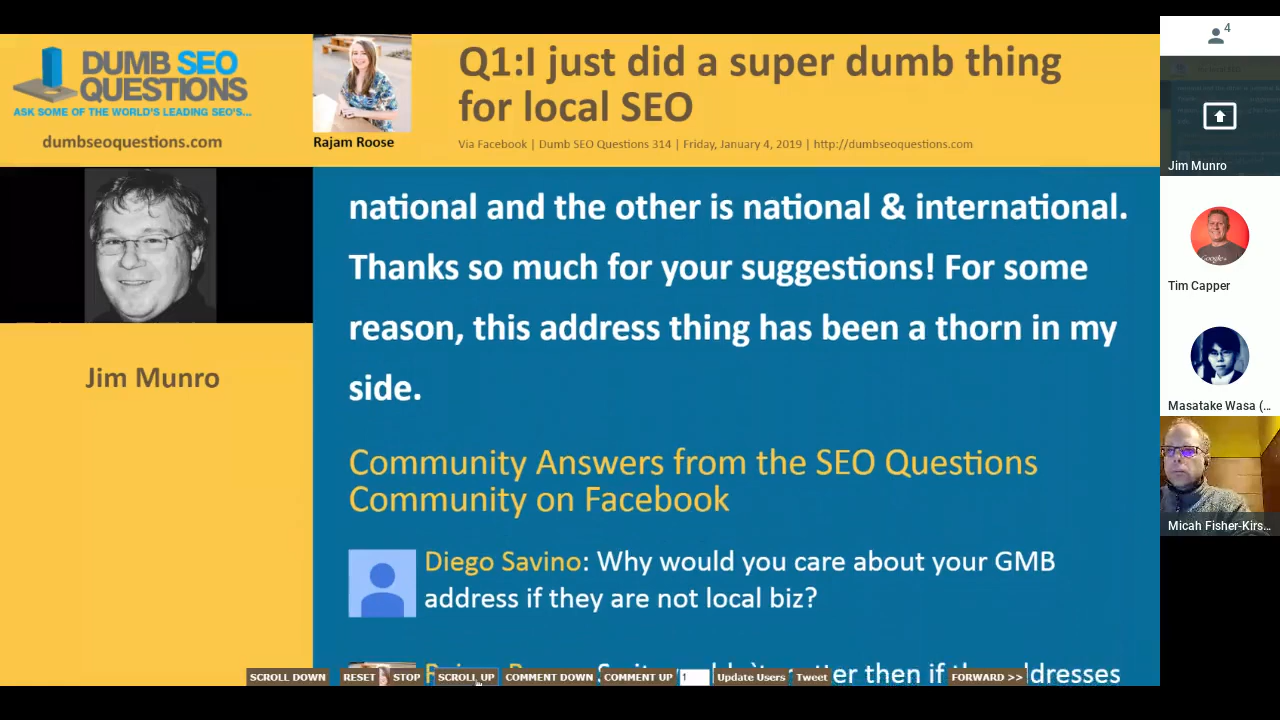 DUMB SEO
QUESTIONS
ASK SOME OF THE WORLD'S LEADING SEO'S...
dumbseoquestions.com
Rajam Roose
Q1:I just did a super dumb thing
for local SEO
Via Facebook | Dumb SEO Questions 314 | Friday, January 4, 2019 | http://dumbseoquestions.com
Jim Munro
national and the other is national & international.
Thanks so much for your suggestions! For some
reason, this address thing has been a thorn in my
side.
Community Answers from the SEO Questions
Community on Facebook
Diego Savino: Why would you care about your GMB
address if they are not local biz?
then if
dresses
SCROLL DOWN RESET STOP SCROLL UP COMMENT DOWN COMMENT UP 1 Update Users Tweet FORWARD >>
4
Jim Munro
Tim Capper
Masatake Wasa (...
Micah Fisher-Kirs...